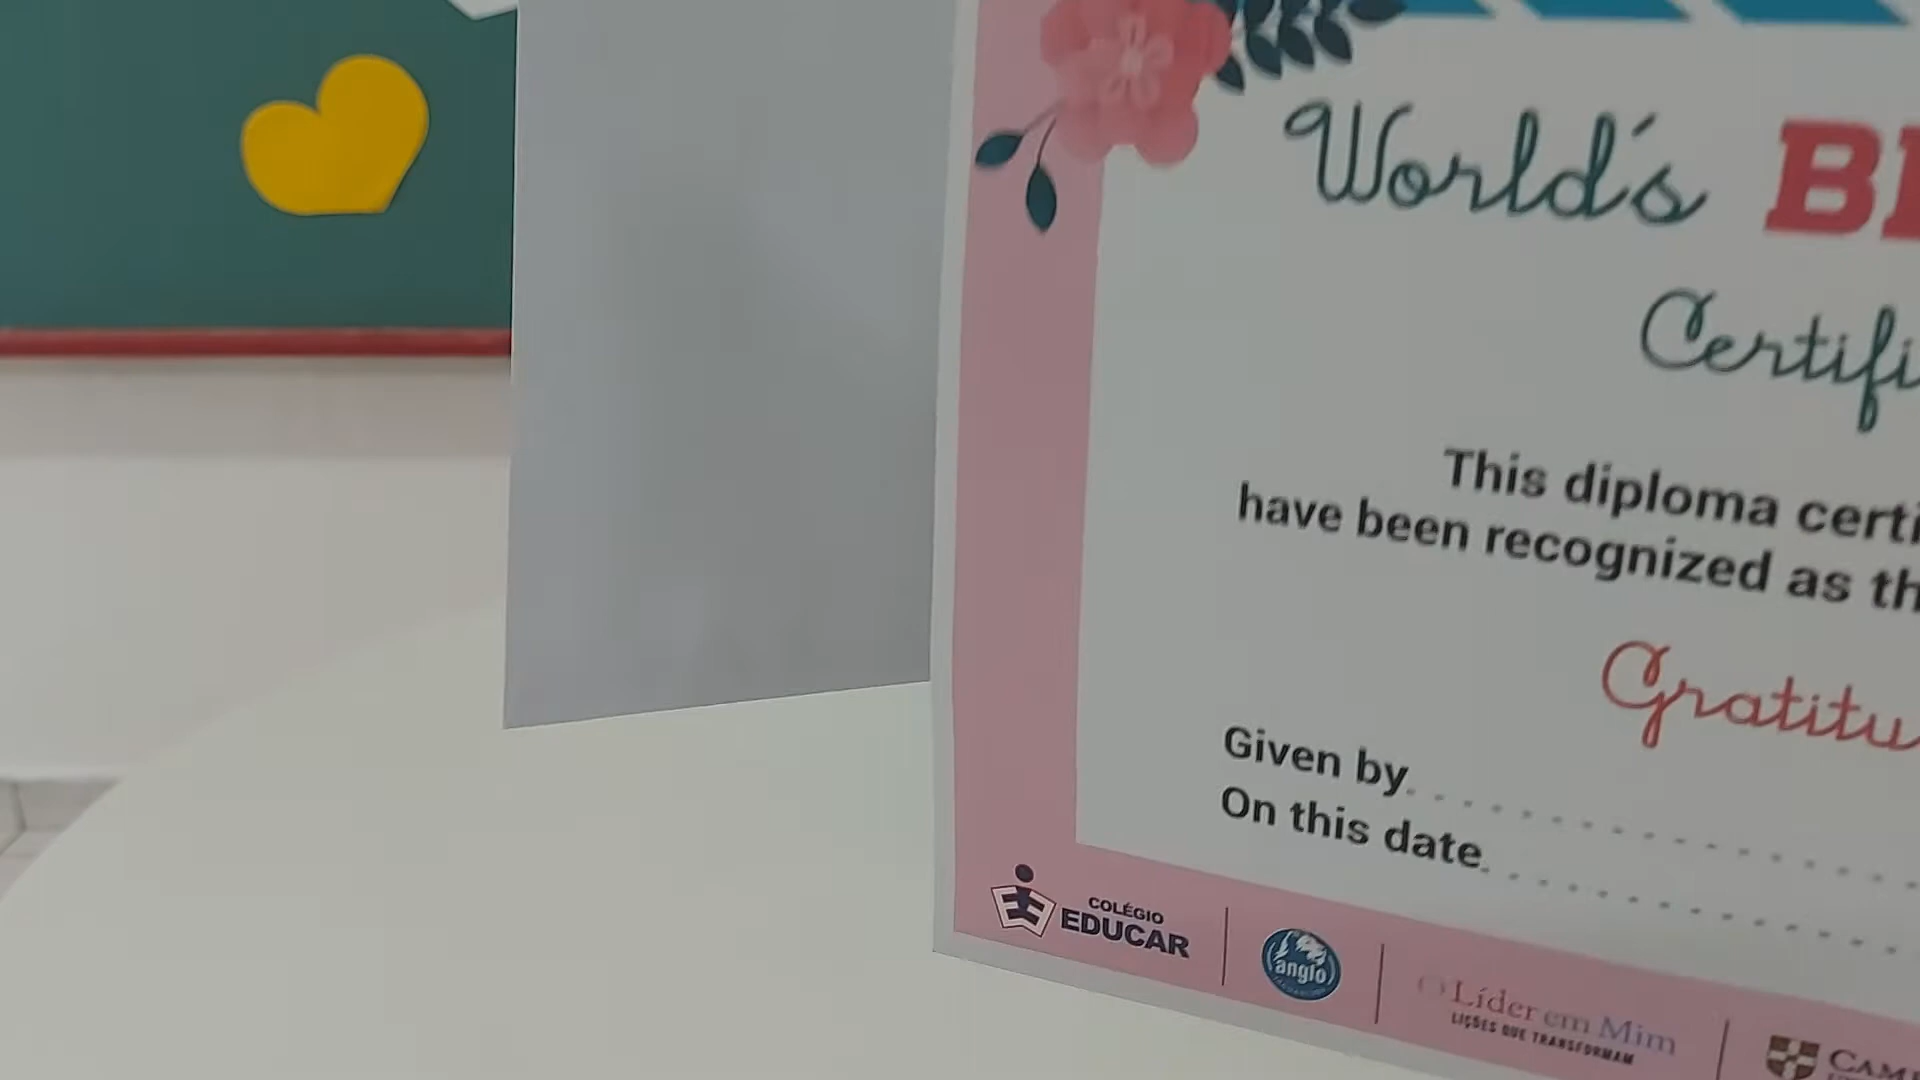 World's
Certifi
This diploma certi
have been recognized as th
Gratitu
Given by
On this date
COLÉGIO
EDUCAR
anglo
O Líder em Mim
LIÇÕES QUE TRANSFORMAM
CAM